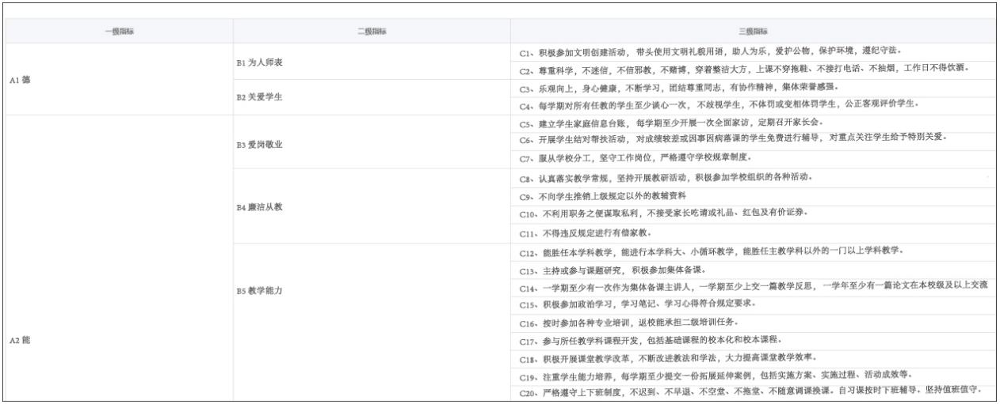 一级指标 二级指标 三级指标
A1 德
B1 为人师表
C1、积极参加文明创建活动， 带头使用文明礼貌用语，助人为乐，爱护公物，保护环境，遵纪守法。
C2、尊重科学，不迷信，不信邪教，不赌博，穿着整洁大方，上课不穿拖鞋、不接打电话、不抽烟，工作日不得饮酒。
B2 关爱学生
C3、乐观向上，身心健康，不断学习，团结尊重同志，有协作精神，集体荣誉感强。
C4、每学期对所有任教的学生至少谈心一次， 不歧视学生，不体罚或变相体罚学生，公正客观评价学生。
A2 能
B3 爱岗敬业
C5、建立学生家庭信息台账， 每学期至少开展一次全面家访，定期召开家长会。
C6、开展学生结对帮扶活动， 对成绩较差或因事因病落课的学生免费进行辅导， 对重点关注学生给予特别关爱。
C7、服从学校分工，坚守工作岗位，严格遵守学校规章制度。
B4 廉洁从教
C8、认真落实教学常规，坚持开展教研活动，积极参加学校组织的各种活动。
C9、不向学生推销上级规定以外的教辅资料
C10、不利用职务之便谋取私利，不接受家长吃请或礼品、红包及有价证券。
C11、不得违反规定进行有偿家教。
B5 教学能力
C12、能胜任本学科教学，能进行本学科大、小循环教学，能胜任主教学科以外的一门以上学科教学。
C13、主持或参与课题研究， 积极参加集体备课。
C14、一学期至少有一次作为集体备课主讲人，一学期至少上交一篇教学反思， 一学年至少有一篇论文在本校级及以上交流
C15、积极参加政治学习，学习笔记、学习心得符合规定要求。
C16、按时参加各种专业培训，返校能承担二级培训任务。
C17、参与所任教学科课程开发，包括基础课程的校本化和校本课程。
C18、积极开展课堂教学改革，不断改进教法和学法，大力提高课堂教学效率。
C19、注重学生能力培养，每学期至少提交一份拓展延伸案例，包括实施方案、实施过程、活动成效等。
C20、严格遵守上下班制度，不迟到、不早退、不空堂、不拖堂、不随意调课换课。自习课按时下班辅导。坚持值班值守。